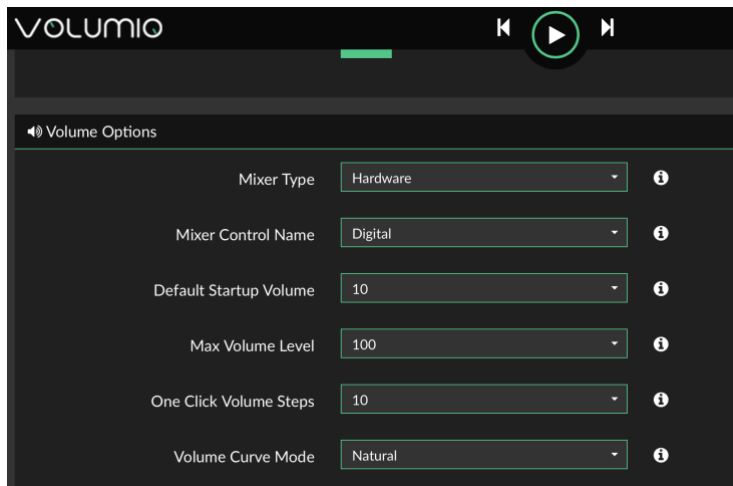 VOLUMIO
Volume Options
Mixer Type Hardware
Mixer Control Name Digital
Default Startup Volume 10
Max Volume Level 100
One Click Volume Steps 10
Volume Curve Mode Natural